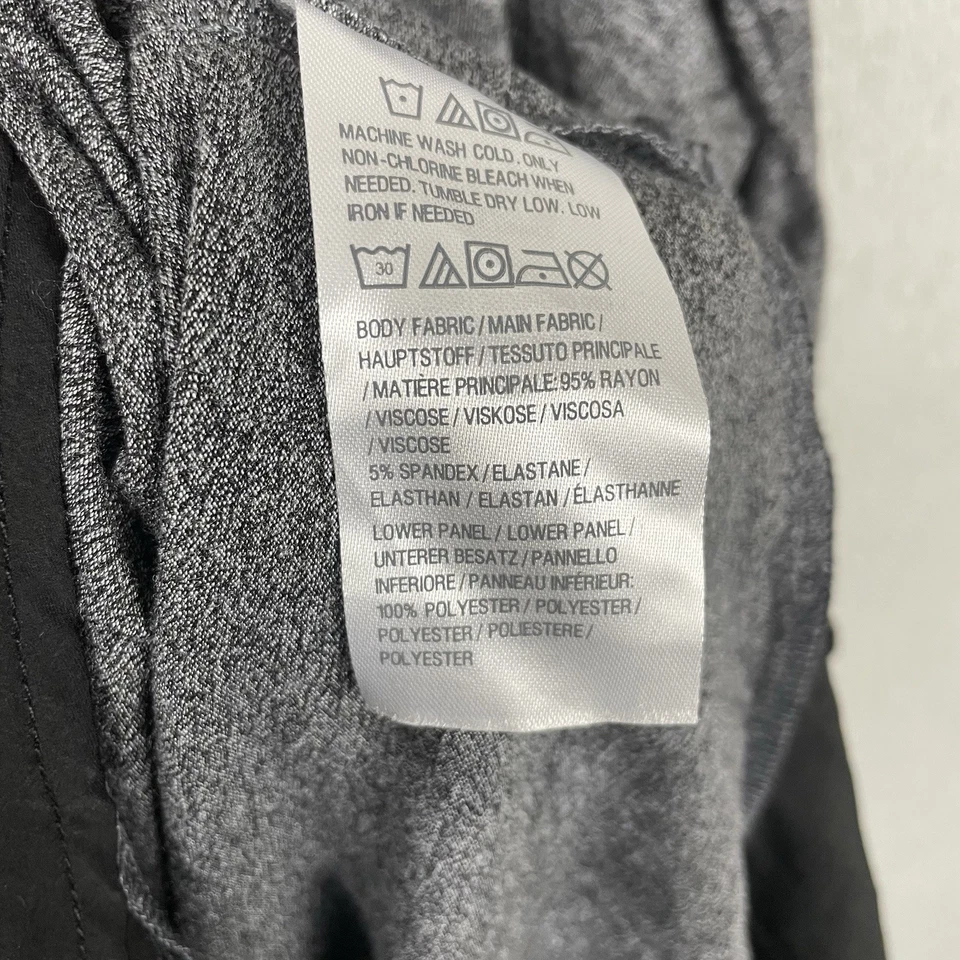 MACHINE WASH COLD. ONLY
NON-CHLORINE BLEACH WHEN
NEEDED. TUMBLE DRY LOW. LOW
IRON IF NEEDED
30
BODY FABRIC / MAIN FABRIC /
HAUPTSTOFF / TESSUTO PRINCIPALE
/ MATIÈRE PRINCIPALE: 95% RAYON
/ VISCOSE / VISKOSE / VISCOSA
/ VISCOSE
5% SPANDEX / ELASTANE /
ELASTHAN / ELASTAN / ÉLASTHANNE
LOWER PANEL / LOWER PANEL /
UNTERER BESATZ / PANNELLO
INFERIORE / PANNEAU INFÉRIEUR:
100% POLYESTER / POLYESTER /
POLYESTER / POLIESTERE /
POLYESTER